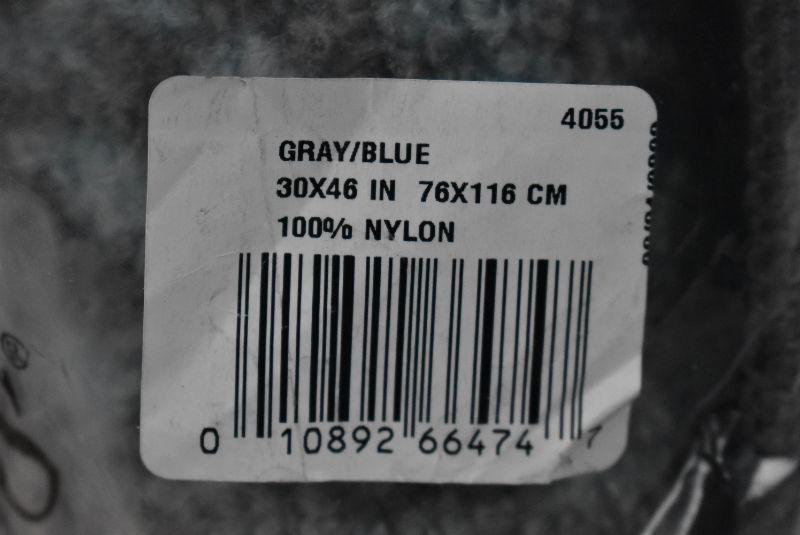 4055
GRAY/BLUE
30X46 IN 76X116 CM
100% NYLON
0 10892 66474 7